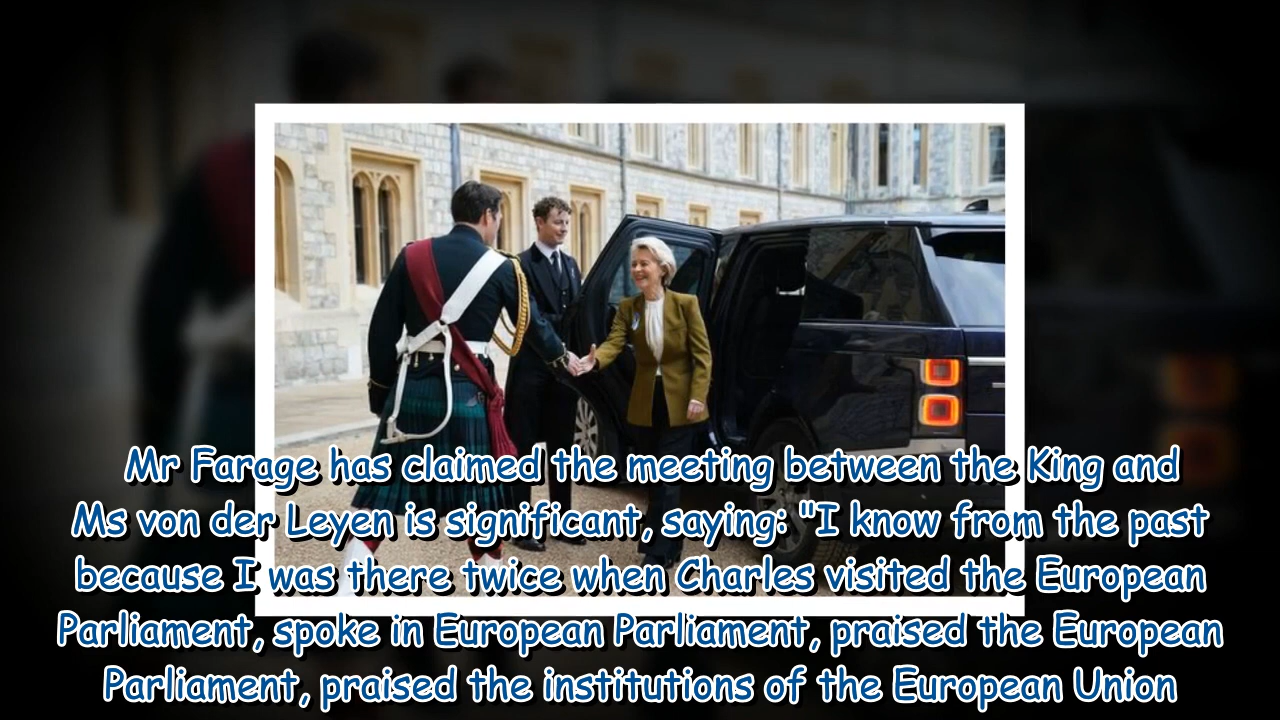 Mr Farage has claimed the meeting between the King and
Ms von der Leyen is significant, saying: "I know from the past
because I was there twice when Charles visited the European
Parliament, spoke in European Parliament, praised the European
Parliament, praised the institutions of the European Union